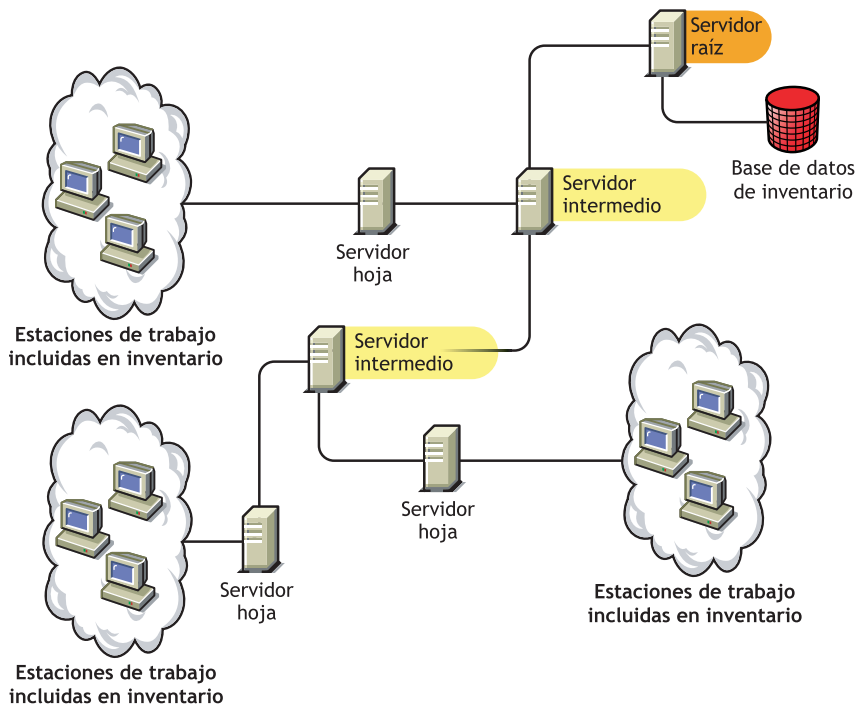 Servidor
raíz
Base de datos
de inventario
Servidor
intermedio
Servidor
hoja
Estaciones de trabajo
incluidas en inventario
Servidor
intermedio
Servidor
hoja
Estaciones de trabajo
incluidas en inventario
Servidor
hoja
Estaciones de trabajo
incluidas en inventario